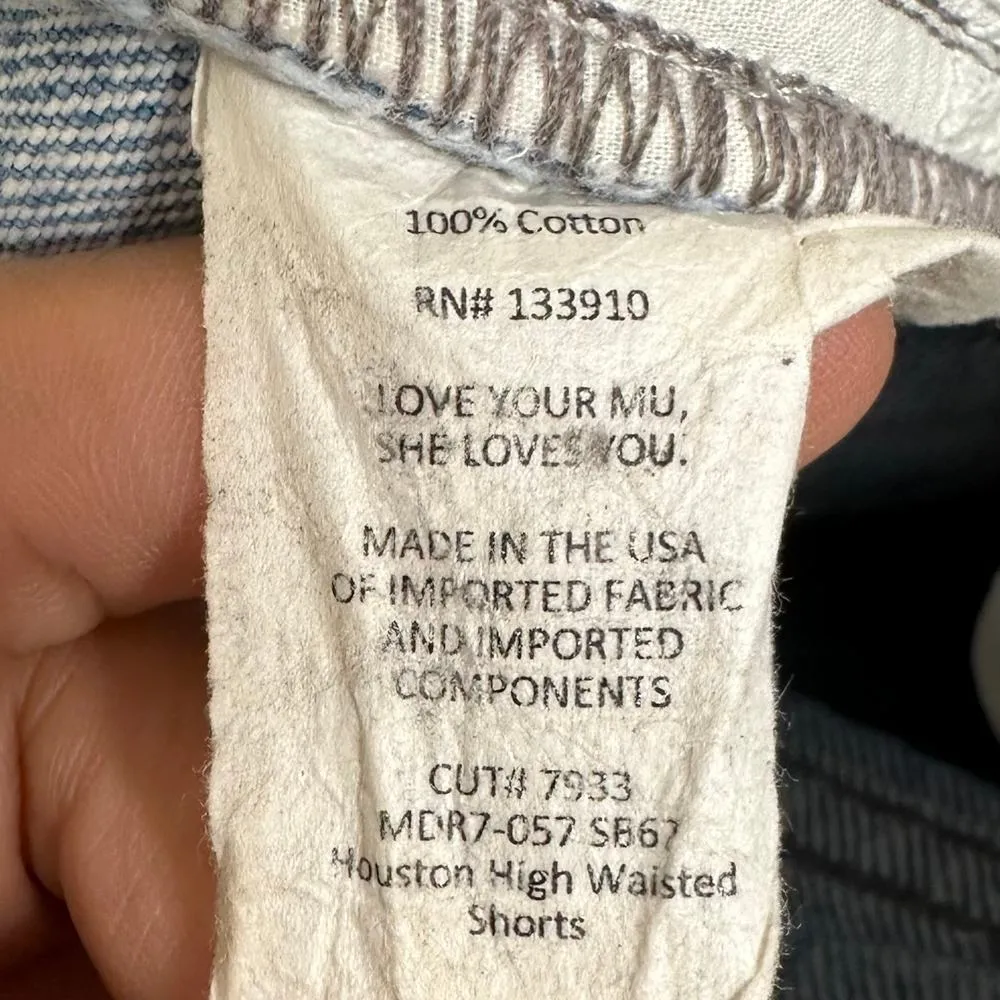 100% Cotton
RN# 133910
LOVE YOUR MU,
SHE LOVES YOU.
MADE IN THE USA
OF IMPORTED FABRIC
AND IMPORTED
COMPONENTS
CUT# 7933
MDR7-057 SB67
Houston High Waisted
Shorts